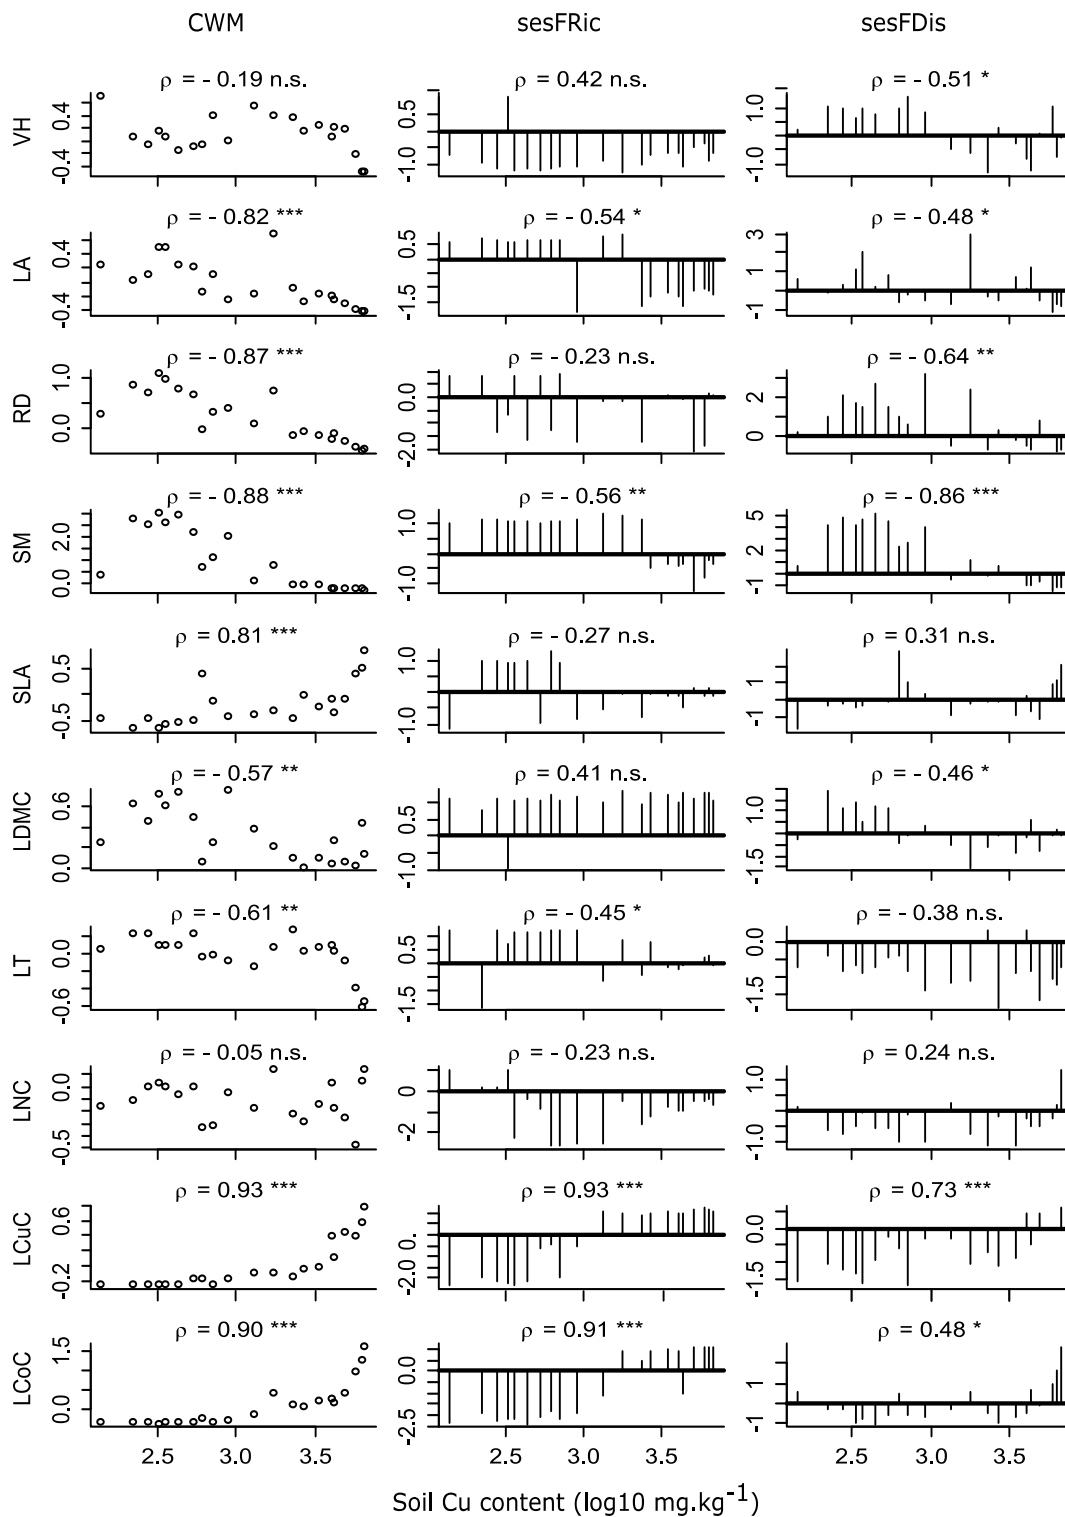 CWM sesFRic sesFDis
ρ = - 0.19 n.s. ρ = 0.42 n.s. ρ = - 0.51 *
VH -0.4 0.4 -1.0 0.5 -1.0 1.0
ρ = - 0.82 *** ρ = - 0.54 * ρ = - 0.48 *
LA -0.4 0.4 -1.5 0.5 -1 1 3
ρ = - 0.87 *** ρ = - 0.23 n.s. ρ = - 0.64 **
RD 0.0 1.0 -2.0 0.0 0 2
ρ = - 0.88 *** ρ = - 0.56 ** ρ = - 0.86 ***
SM 0.0 2.0 -1.0 1.0 -1 2 5
ρ = 0.81 *** ρ = - 0.27 n.s. ρ = 0.31 n.s.
SLA -0.5 0.5 -1.0 1.0 -1 1
ρ = - 0.57 ** ρ = 0.41 n.s. ρ = - 0.46 *
LDMC 0.0 0.6 -1.0 0.5 -1.5 1.0
ρ = - 0.61 ** ρ = - 0.45 * ρ = - 0.38 n.s.
LT -0.6 0.0 -1.5 0.5 -1.5 0.0
ρ = - 0.05 n.s. ρ = - 0.23 n.s. ρ = 0.24 n.s.
LNC -0.5 0.0 -2 0 -1.0 1.0
ρ = 0.93 *** ρ = 0.93 *** ρ = 0.73 ***
LCuC -0.2 0.6 -2.0 0. -1.5 0.0
ρ = 0.90 *** ρ = 0.91 *** ρ = 0.48 *
LCoC 0.0 1.5 -2.5 0.0 -1 1
2.5 3.0 3.5 2.5 3.0 3.5 2.5 3.0 3.5
Soil Cu content (log10 mg.kg⁻¹)